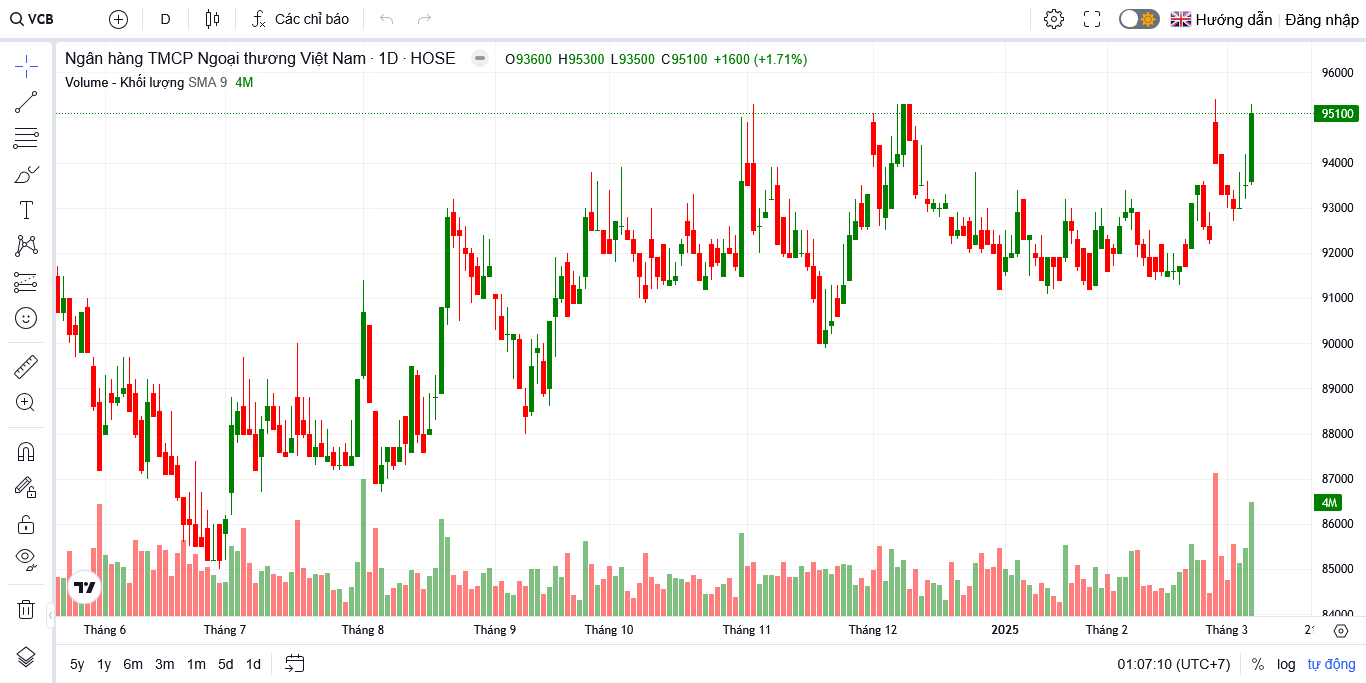 VCB D Các chỉ báo Hướng dẫn Đăng nhập
Ngân hàng TMCP Ngoại thương Việt Nam · 1D · HOSE O93600 H95300 L93500 C95100 +1600 (+1.71%)
Volume - Khối lượng SMA 9 4M
96000
95100
94000
93000
92000
91000
90000
89000
88000
87000
4M
86000
85000
84000
Tháng 6 Tháng 7 Tháng 8 Tháng 9 Tháng 10 Tháng 11 Tháng 12 2025 Tháng 2 Tháng 3
5y 1y 6m 3m 1m 5d 1d 01:07:10 (UTC+7) % log tự động